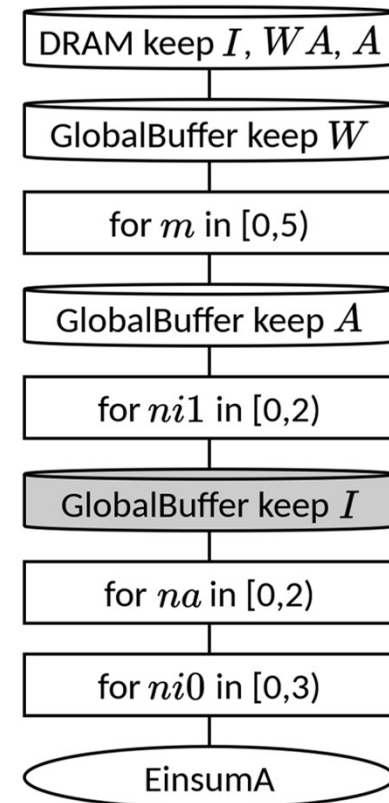 DRAM keep I, WA, A
GlobalBuffer keep W
for m in [0,5)
GlobalBuffer keep A
for ni1 in [0,2)
GlobalBuffer keep I
for na in [0,2)
for ni0 in [0,3)
EinsumA